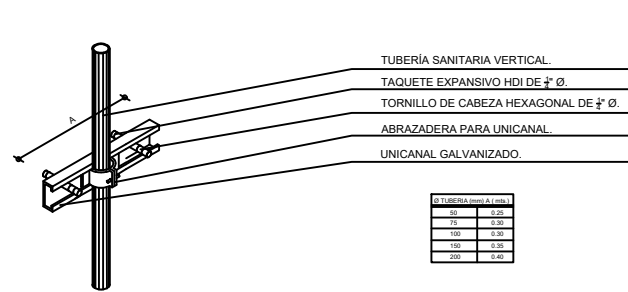 TUBERÍA SANITARIA VERTICAL.
TAQUETE EXPANSIVO HDI DE ¼" Ø.
TORNILLO DE CABEZA HEXAGONAL DE ¼" Ø.
ABRAZADERA PARA UNICANAL.
UNICANAL GALVANIZADO.
A
Ø TUBERIA (mm) A ( mts.)
50 0.25
75 0.30
100 0.30
150 0.35
200 0.40